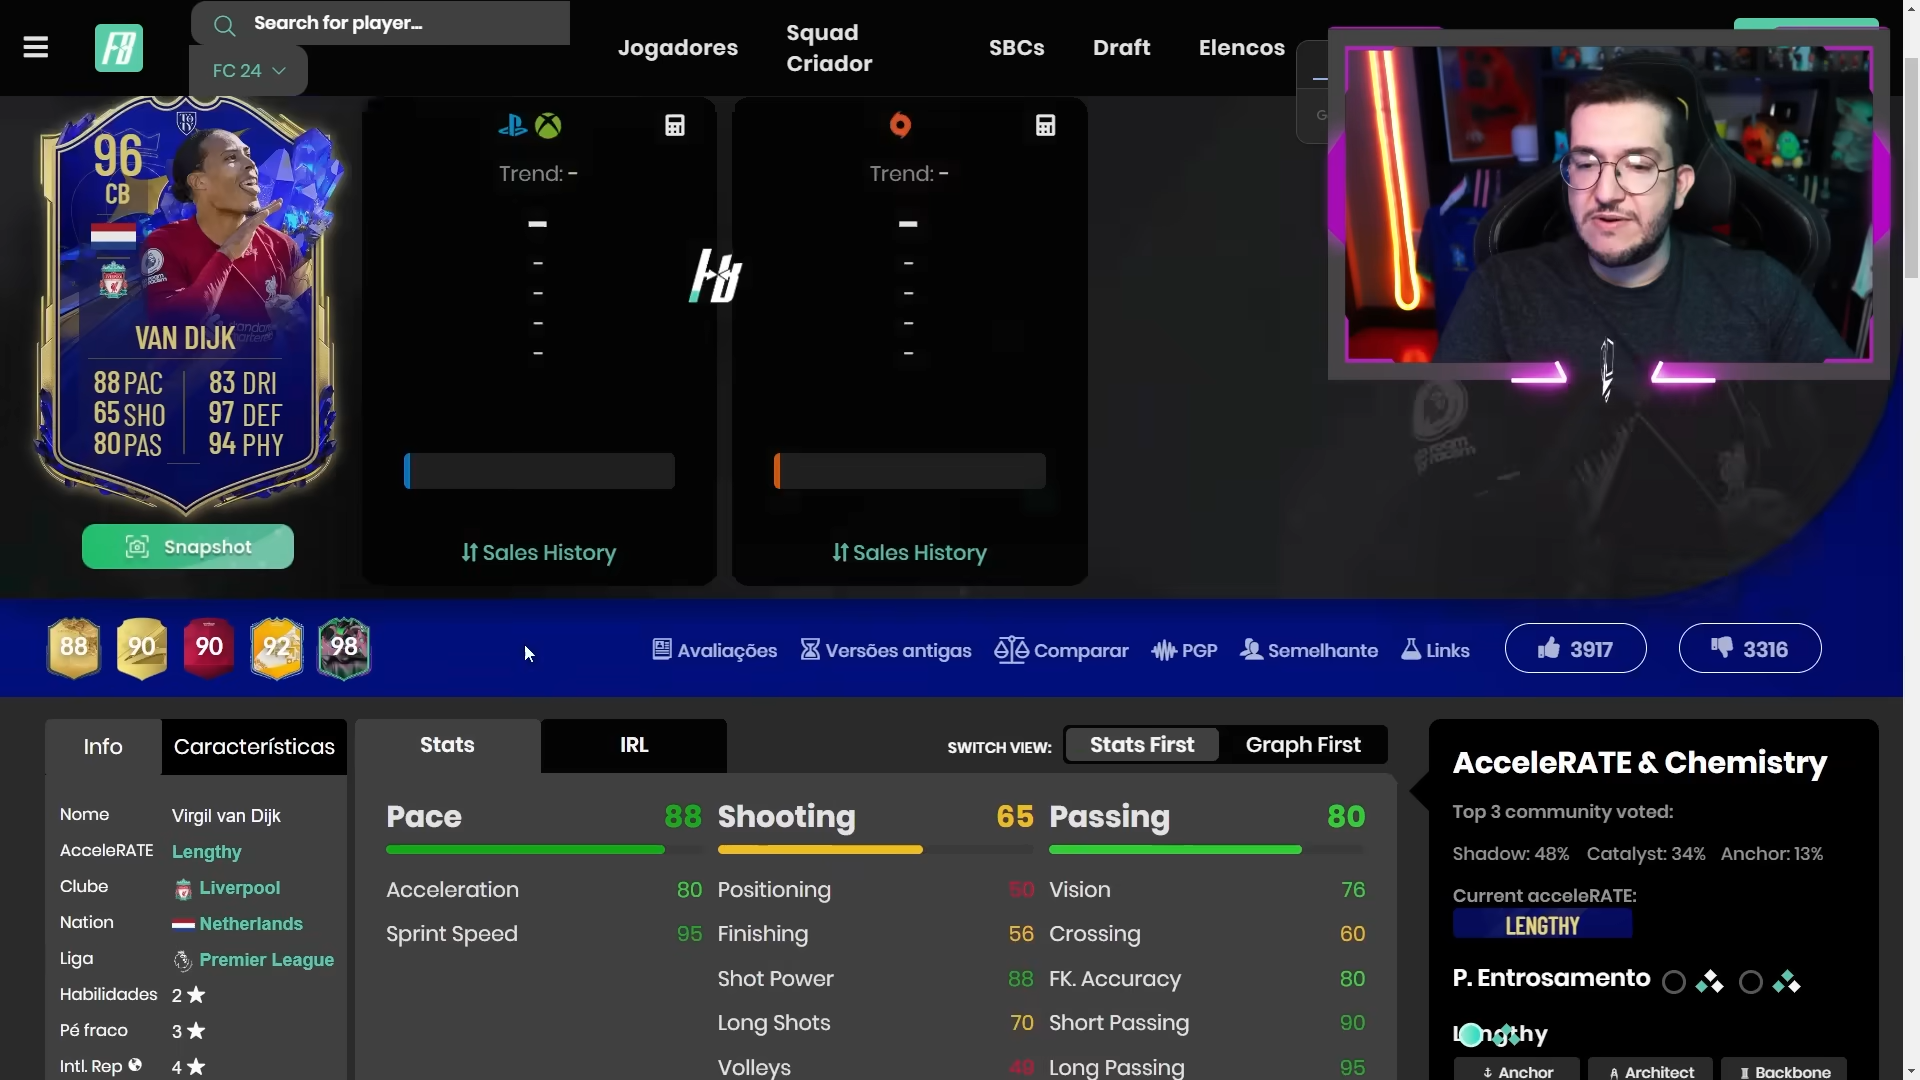 Search for player...
FC 24
Jogadores
Squad
Criador
SBCs
Draft
Elencos
G
TOTY
96
CB
VAN DIJK
88 PAC
83 DRI
65 SHO
97 DEF
80 PAS
94 PHY
Snapshot
Trend: -
-
-
-
-
-
Sales History
Trend: -
-
-
-
-
-
Sales History
88
90
90
92
98
Avaliações
Versões antigas
Comparar
PGP
Semelhante
Links
3917
3316
Info
Características
Nome Virgil van Dijk
AcceleRATE Lengthy
Clube Liverpool
Nation Netherlands
Liga Premier League
Habilidades 2
Pé fraco 3
Intl. Rep 4
Stats
IRL
SWITCH VIEW:
Stats First
Graph First
Pace 88
Acceleration 80
Sprint Speed 95
Shooting 65
Positioning 50
Finishing 56
Shot Power 88
Long Shots 70
Volleys 49
Passing 80
Vision 76
Crossing 60
FK. Accuracy 80
Short Passing 90
Long Passing 95
AcceleRATE & Chemistry
Top 3 community voted:
Shadow: 48% Catalyst: 34% Anchor: 13%
Current acceleRATE:
LENGTHY
P. Entrosamento
Lengthy
Anchor
Architect
Backbone